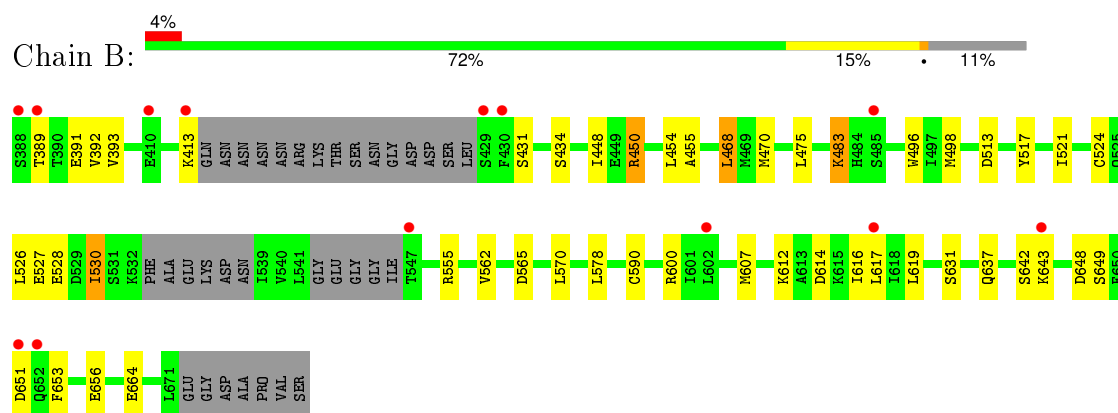 4%
Chain B:
72% 15% • 11%
S388 T389 T390 E391 V392 V393 E410 K413 GLN ASN ASN ASN ASN ARG LYS THR SER ASN GLY ASP ASP SER LEU S429 F430 S431 S434 I448 E449 R450 L454 A455 L468 M469 M470 L475 K483 H484 S485 W496 I497 M498 D513 Y517 I521 C524 Q525
L526 E527 E528 D529 I530 S531 K532 PHE ALA GLU LYS ASP ASN I539 V540 L541 GLY GLU GLY GLY ILE T547 R555 V562 D565 L570 L578 C590 R600 I601 L602 M607 K612 A613 D614 K615 I616 L617 I618 L619 S631 Q637 S642 K643 D648 S649 E650
D651 Q652 F653 E656 E664 L671 GLU GLY ASP ALA PRO VAL SER